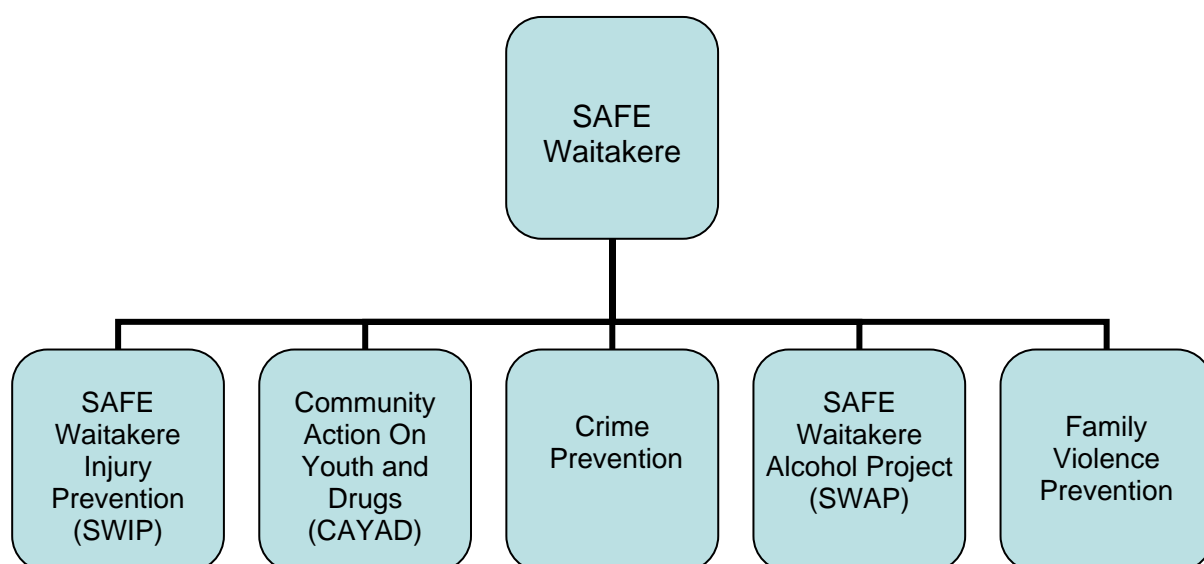 SAFE
Waitakere
SAFE
Waitakere
Injury
Prevention
(SWIP)
Community
Action On
Youth and
Drugs
(CAYAD)
Crime
Prevention
SAFE
Waitakere
Alcohol Project
(SWAP)
Family
Violence
Prevention